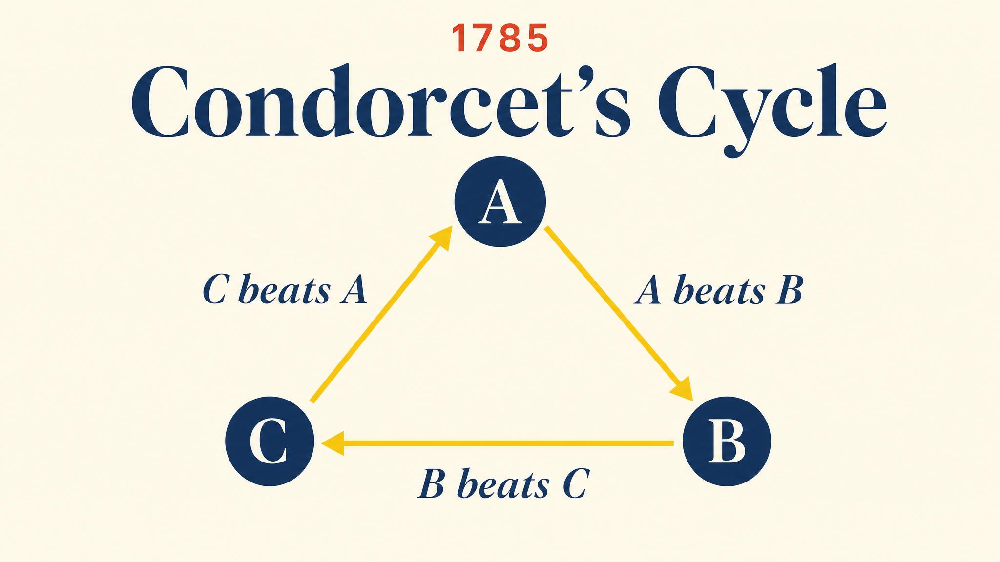 1785
Condorcet’s Cycle
A
C beats A
A beats B
C
B
B beats C